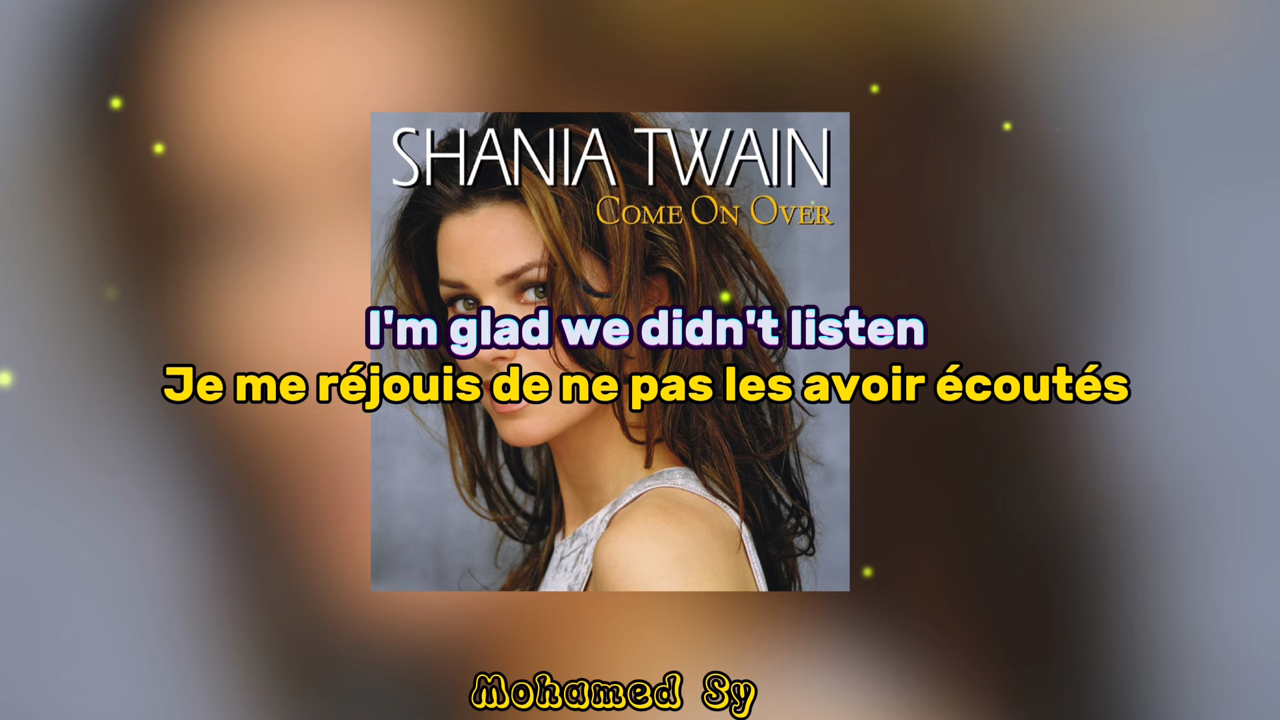 SHANIA TWAIN
COME ON OVER
I'm glad we didn't listen
Je me réjouis de ne pas les avoir écoutés
Mohamed Sy